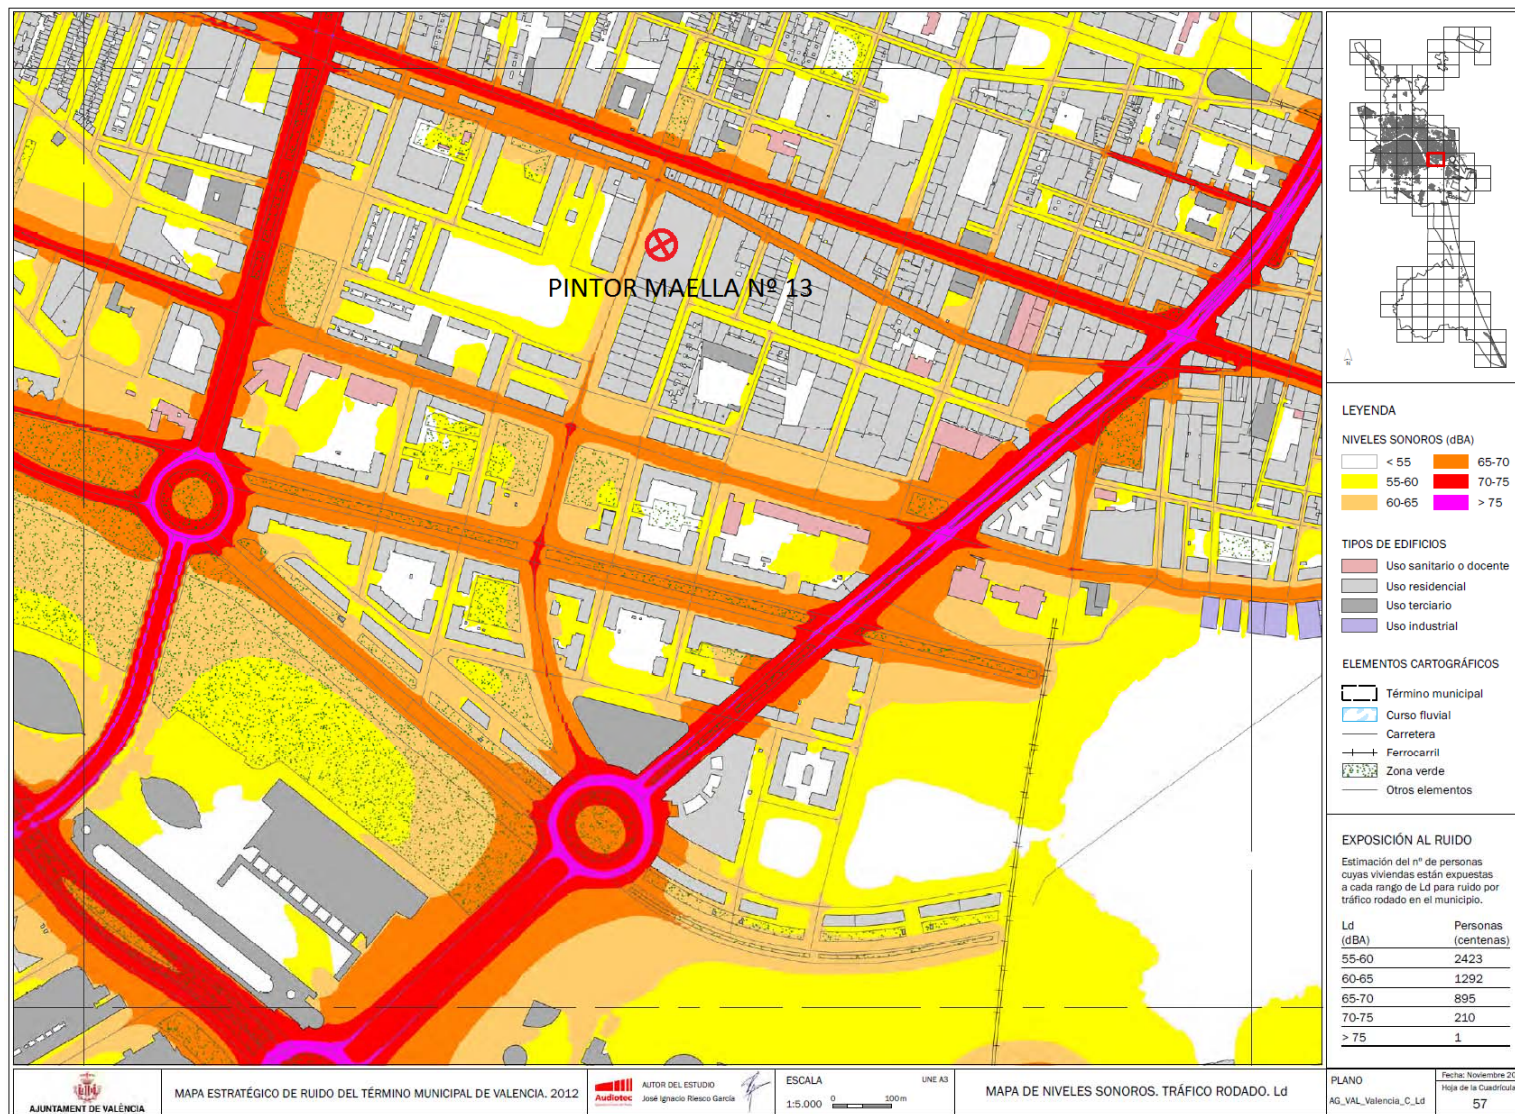 PINTOR MAELLA Nº 13
LEYENDA
NIVELES SONOROS (dBA)
< 55
65-70
55-60
70-75
60-65
> 75
TIPOS DE EDIFICIOS
Uso sanitario o docente
Uso residencial
Uso terciario
Uso industrial
ELEMENTOS CARTOGRÁFICOS
Término municipal
Curso fluvial
Carretera
Ferrocarril
Zona verde
Otros elementos
EXPOSICIÓN AL RUIDO
Estimación del nº de personas
cuyas viviendas están expuestas
a cada rango de Ld para ruido por
tráfico rodado en el municipio.
Ld Personas
(dBA) (centenas)
55-60 2423
60-65 1292
65-70 895
70-75 210
> 75 1
AJUNTAMENT DE VALÈNCIA
MAPA ESTRATÉGICO DE RUIDO DEL TÉRMINO MUNICIPAL DE VALENCIA. 2012
Audiotec
AUTOR DEL ESTUDIO
José Ignacio Riesco García
ESCALA
UNE A3
1:5.000
0 100 m
MAPA DE NIVELES SONOROS. TRÁFICO RODADO. Ld
PLANO
AG_VAL_Valencia_C_Ld
Fecha: Noviembre 20
Hoja de la Cuadrícula
57